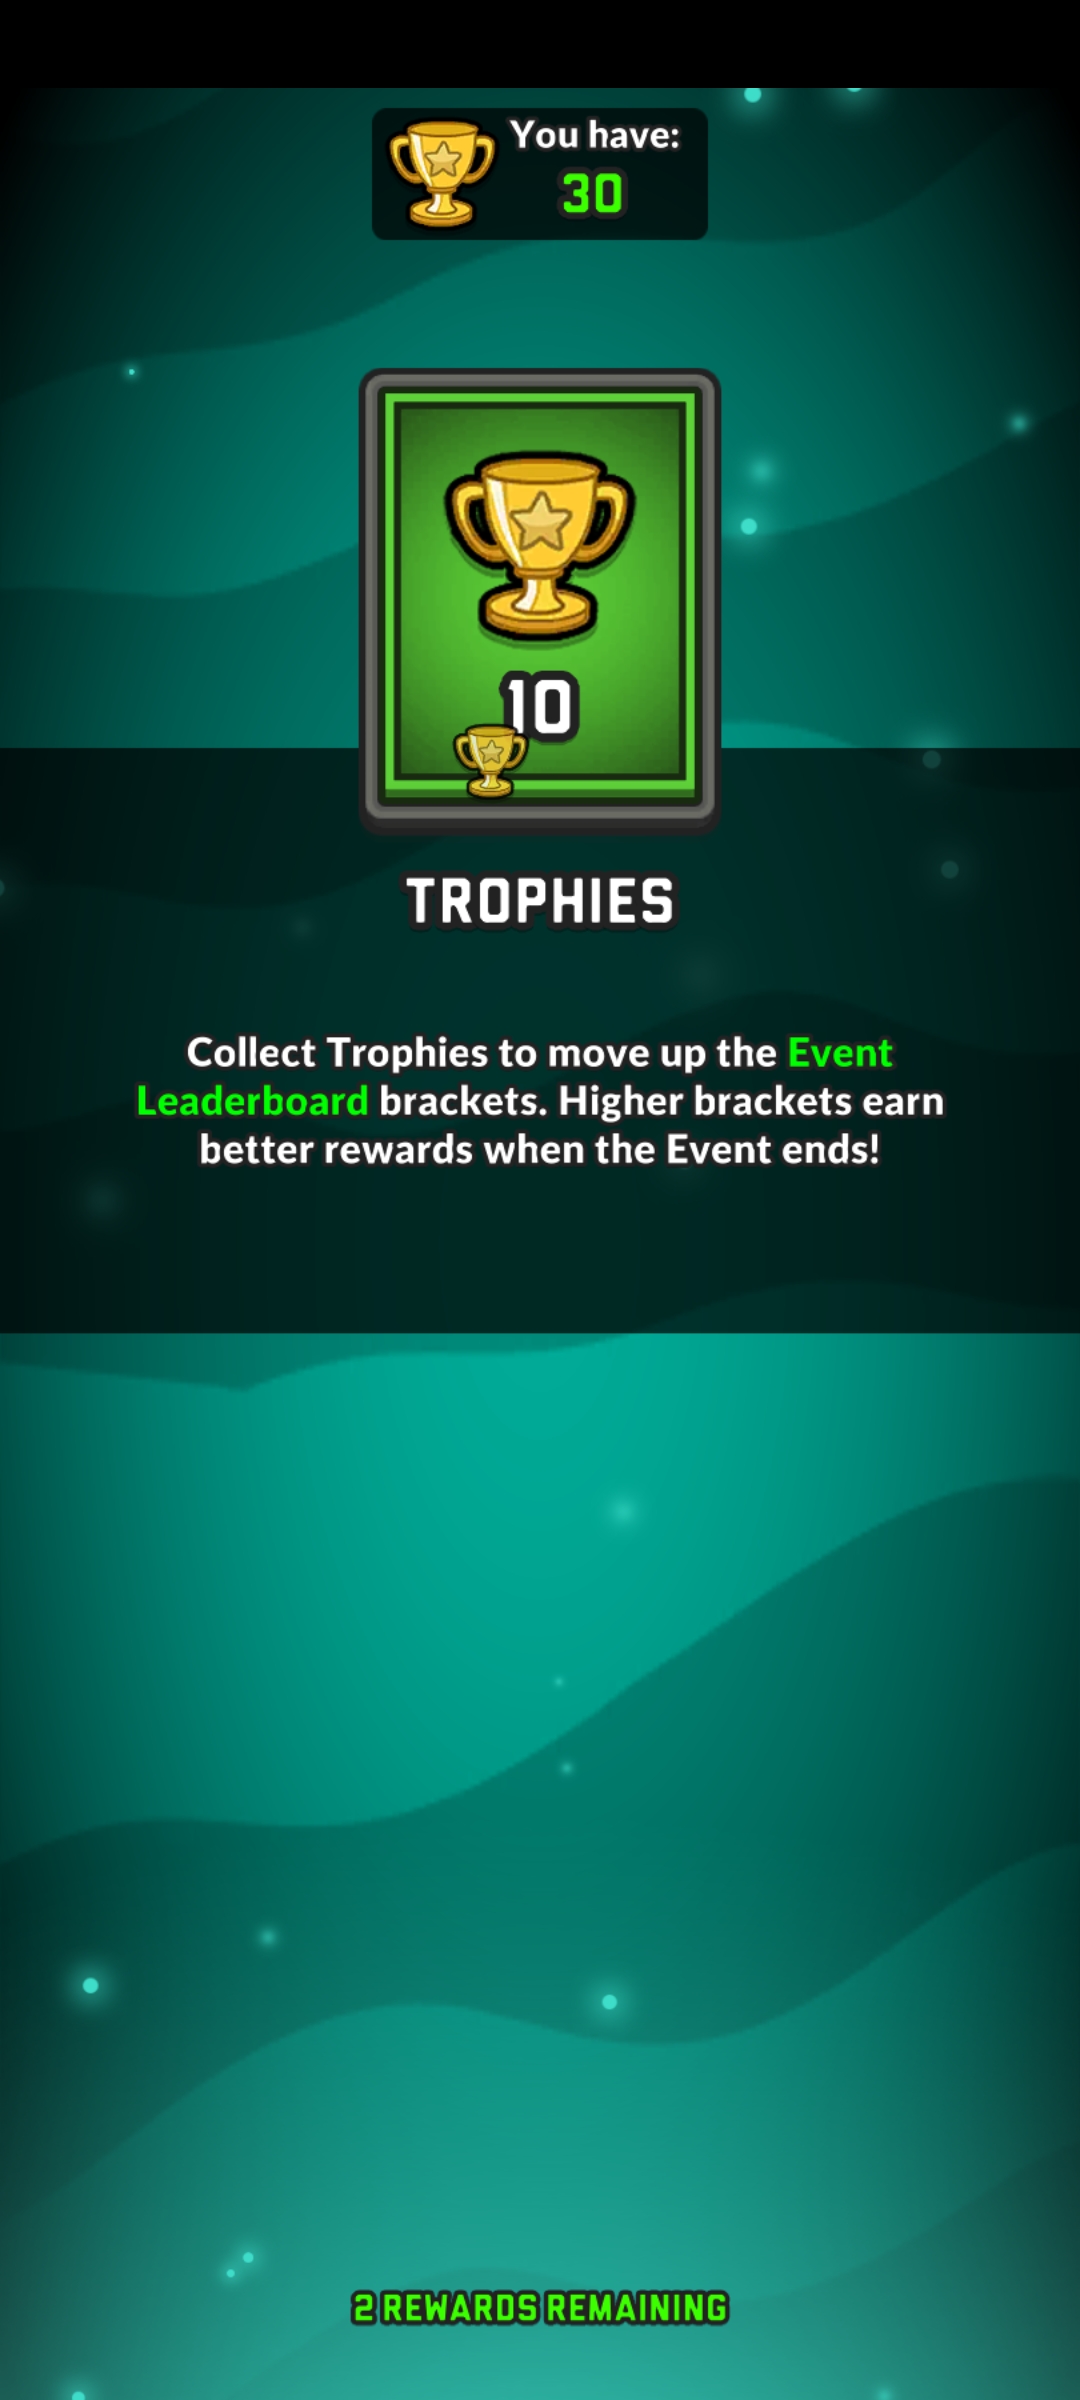 You have:
30
10
TROPHIES
Collect Trophies to move up the Event
Leaderboard brackets. Higher brackets earn
better rewards when the Event ends!
2 REWARDS REMAINING